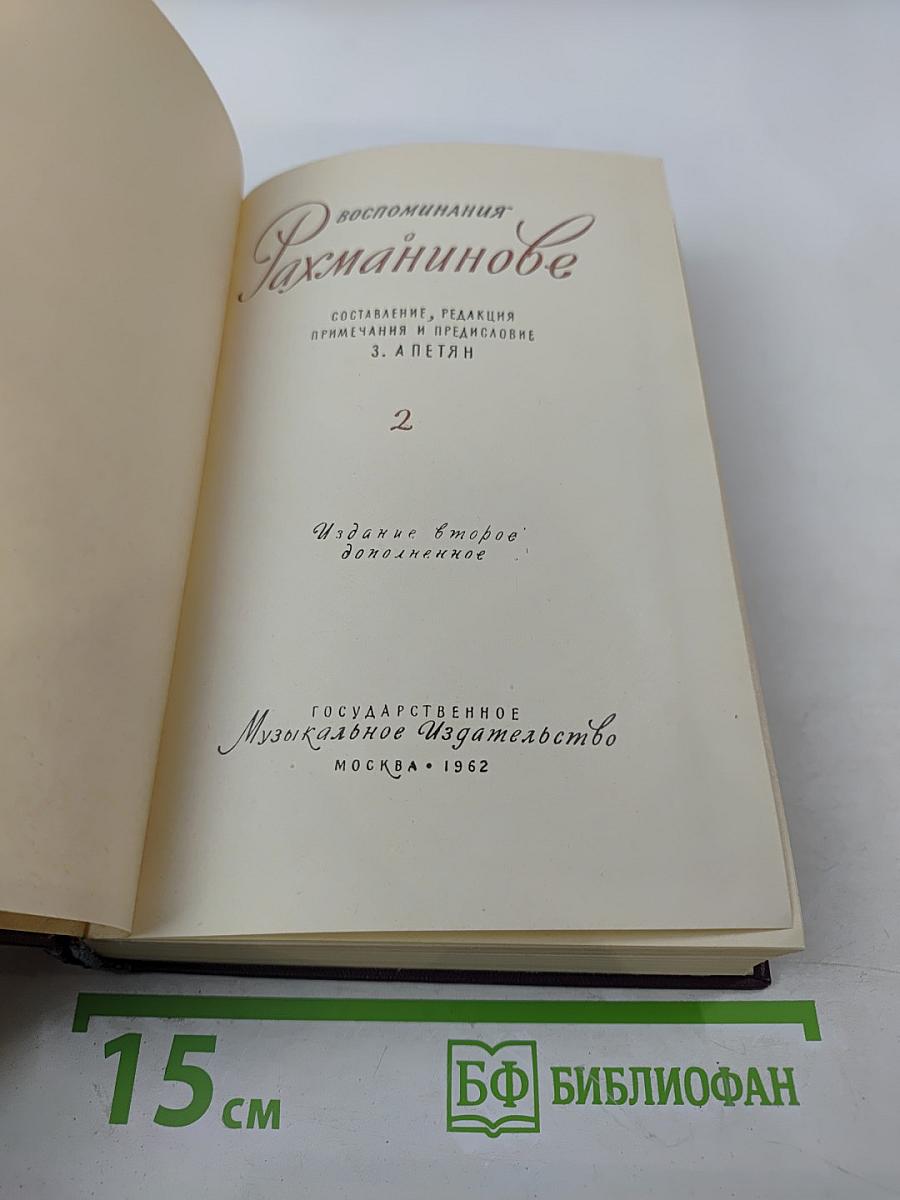 ВОСПОМИНАНИЯ
о
Рахманинове
СОСТАВЛЕНИЕ, РЕДАКЦИЯ
ПРИМЕЧАНИЯ И ПРЕДИСЛОВИЕ
З. АПЕТЯН
2
Издание второе
дополненное
ГОСУДАРСТВЕННОЕ
Музыкальное Издательство
МОСКВА • 1962
15 см
БФ БИБЛИОФАН